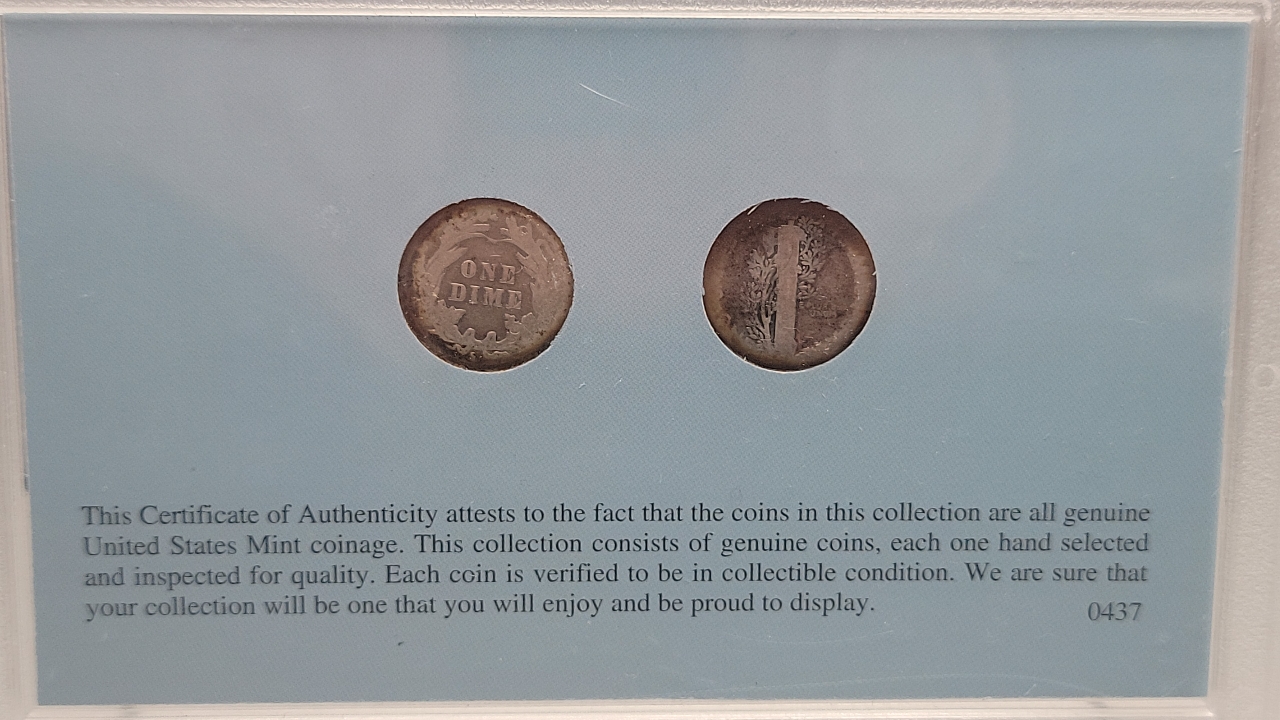 ONE
DIME
This Certificate of Authenticity attests to the fact that the coins in this collection are all genuine
United States Mint coinage. This collection consists of genuine coins, each one hand selected
and inspected for quality. Each coin is verified to be in collectible condition. We are sure that
your collection will be one that you will enjoy and be proud to display.
0437